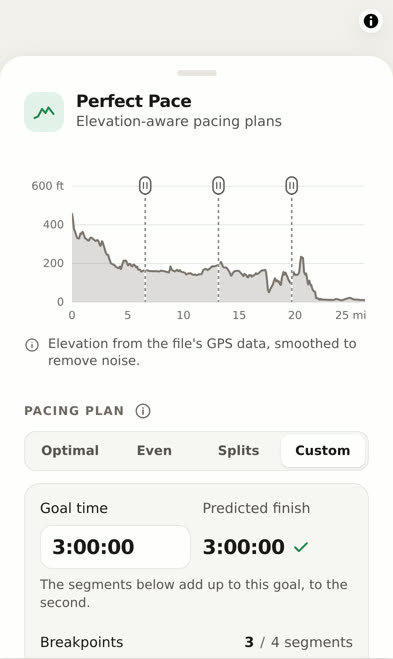 Perfect Pace
Elevation-aware pacing plans
600 ft
400
200
0
0 5 10 15 20 25 mi
Elevation from the file's GPS data, smoothed to
remove noise.
PACING PLAN
Optimal Even Splits Custom
Goal time Predicted finish
3:00:00 3:00:00
The segments below add up to this goal, to the
second.
Breakpoints 3 / 4 segments